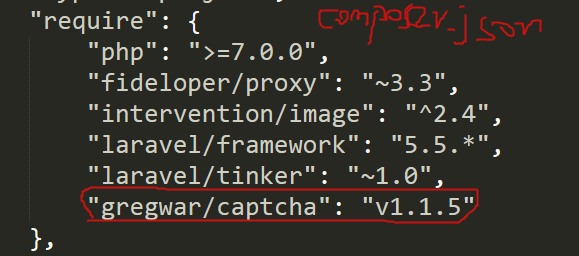 "require": {
composer.json
"php": ">=7.0.0",
"fideloper/proxy": "~3.3",
"intervention/image": "^2.4",
"laravel/framework": "5.5.*",
"laravel/tinker": "~1.0",
"gregwar/captcha": "v1.1.5"
},